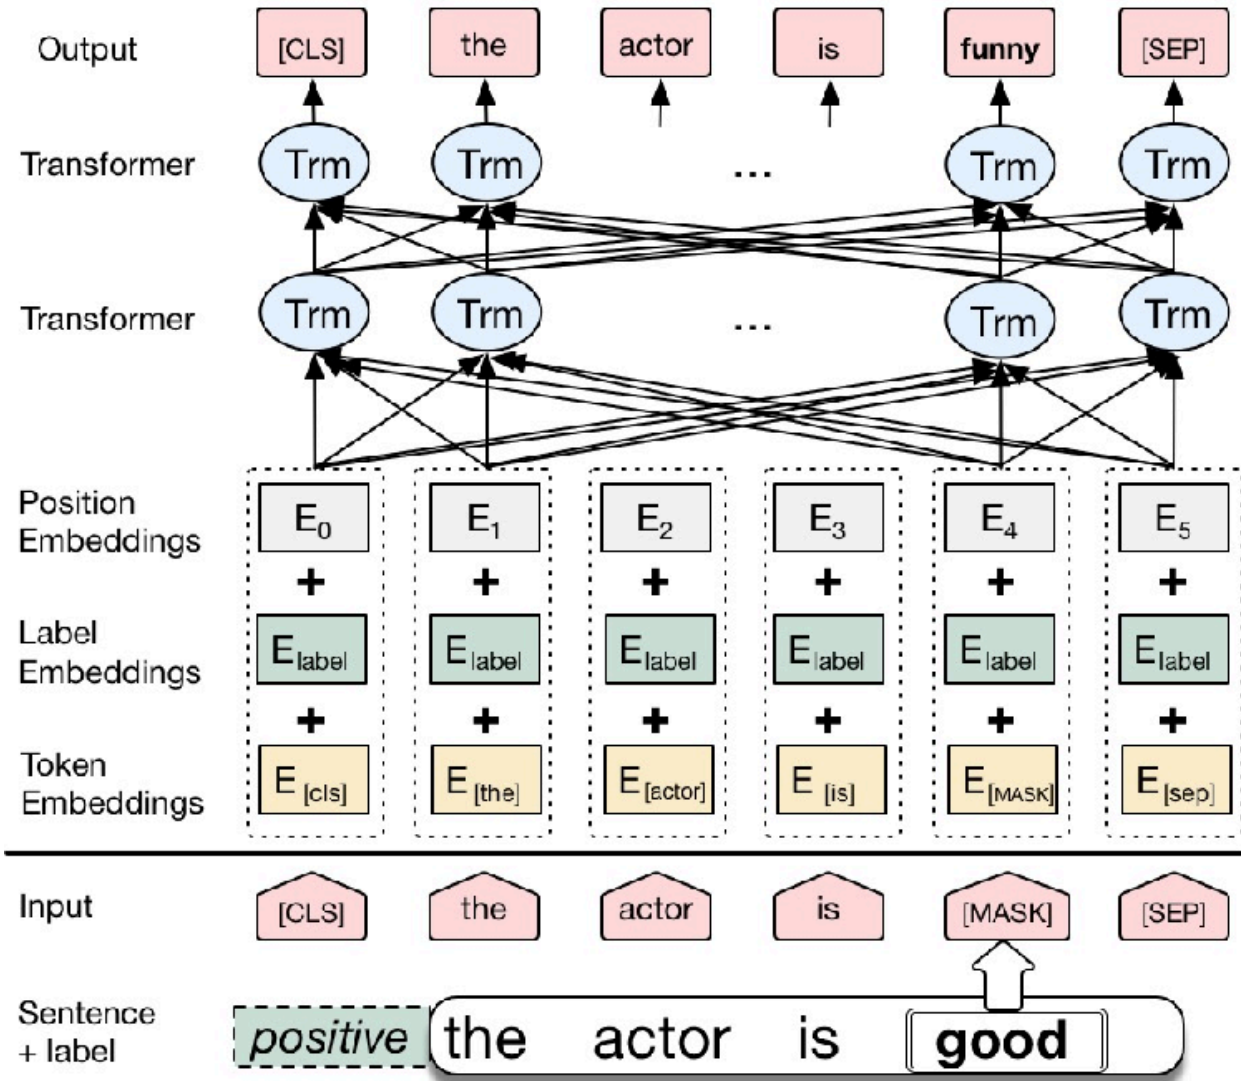 Output [CLS] the actor is funny [SEP]
Transformer Trm Trm ... Trm Trm
Transformer Trm Trm ... Trm Trm
Position
Embeddings E0 E1 E2 E3 E4 E5
+ + + + + +
Label
Embeddings Elabel Elabel Elabel Elabel Elabel Elabel
+ + + + + +
Token
Embeddings E[cls] E[the] E[actor] E[is] E[MASK] E[sep]
Input [CLS] the actor is [MASK] [SEP]
Sentence
+ label positive the actor is good